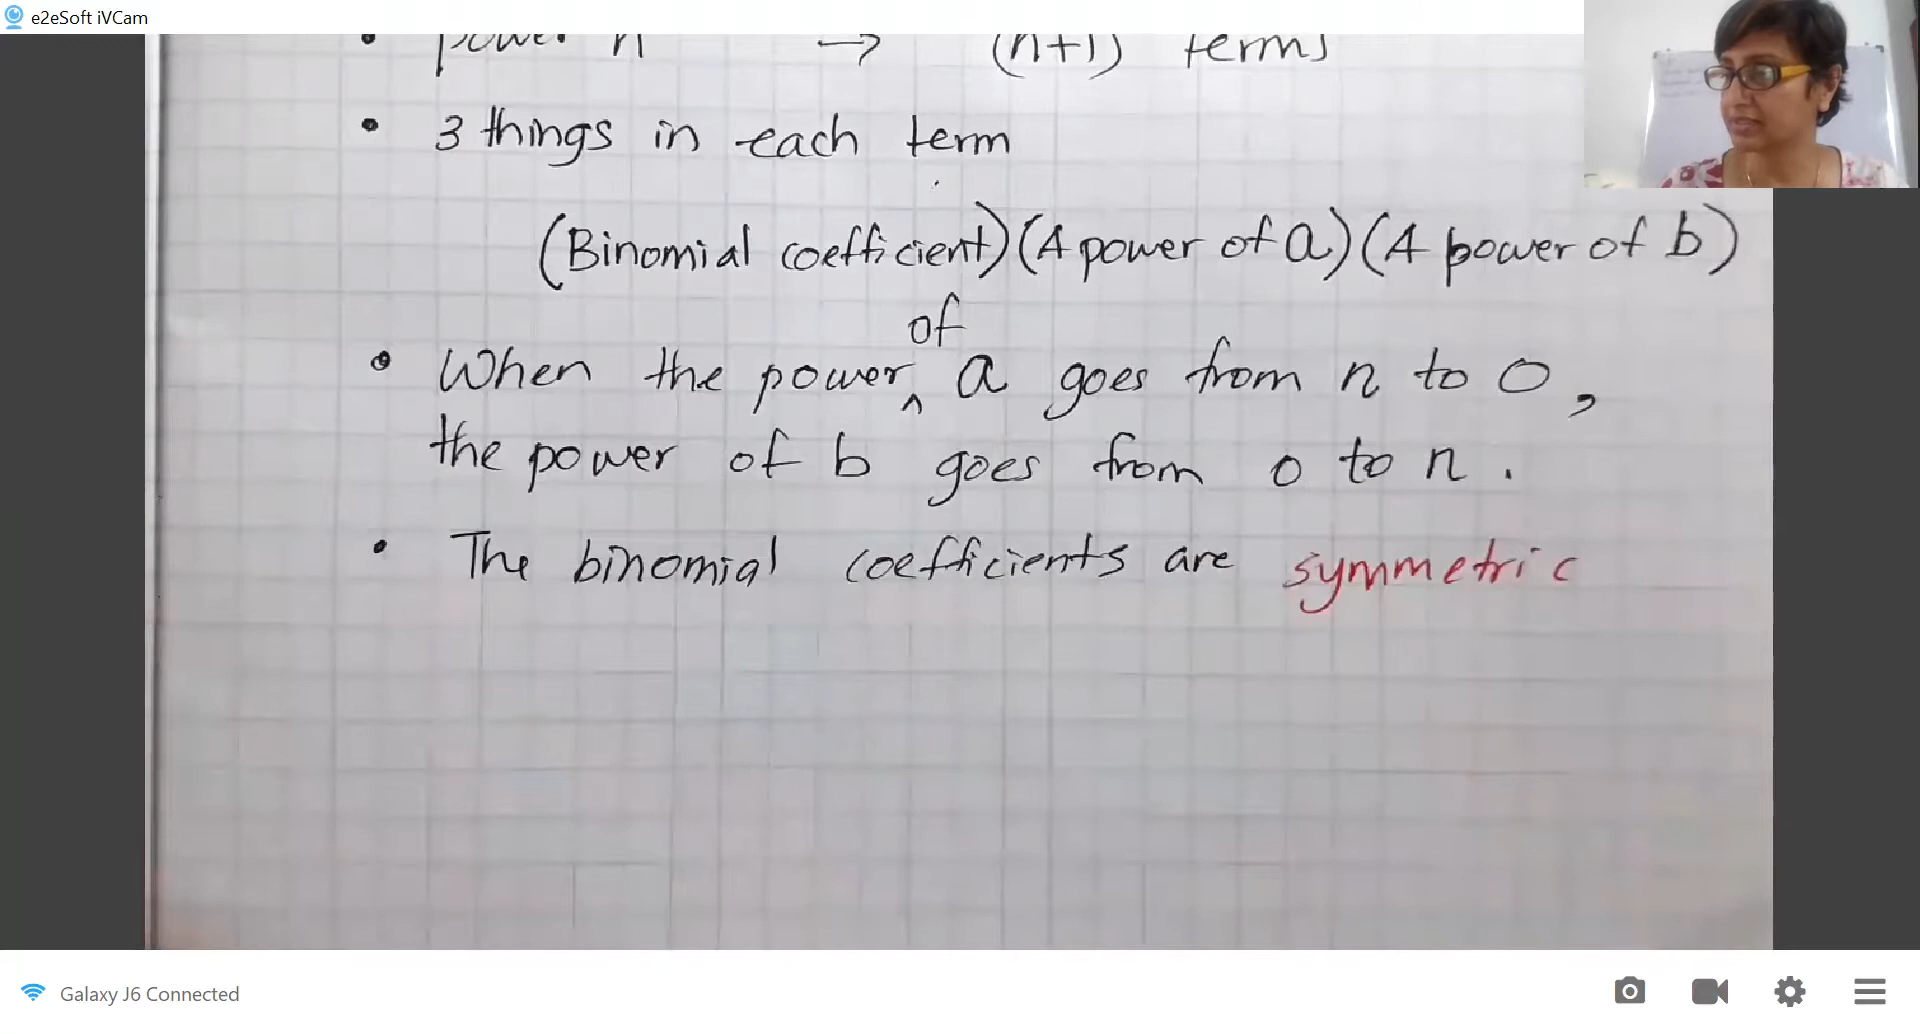 e2eSoft iVCam
• power n → (n+1) terms
• 3 things in each term
(Binomial coefficient)(A power of a)(A power of b)
of
• When the power ^ a goes from n to 0,
the power of b goes from 0 to n.
• The binomial coefficients are symmetric
Galaxy J6 Connected